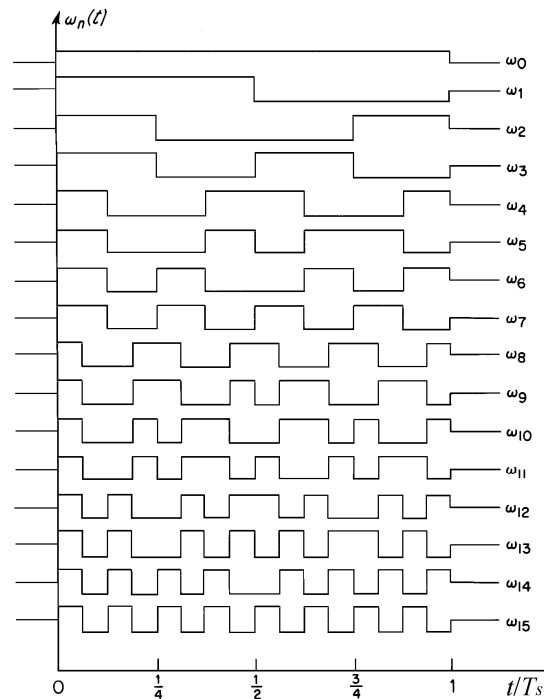 ωₙ(t)
ω₀
ω₁
ω₂
ω₃
ω₄
ω₅
ω₆
ω₇
ω₈
ω₉
ω₁₀
ω₁₁
ω₁₂
ω₁₃
ω₁₄
ω₁₅
0 1/4 1/2 3/4 1 t/Tₛ